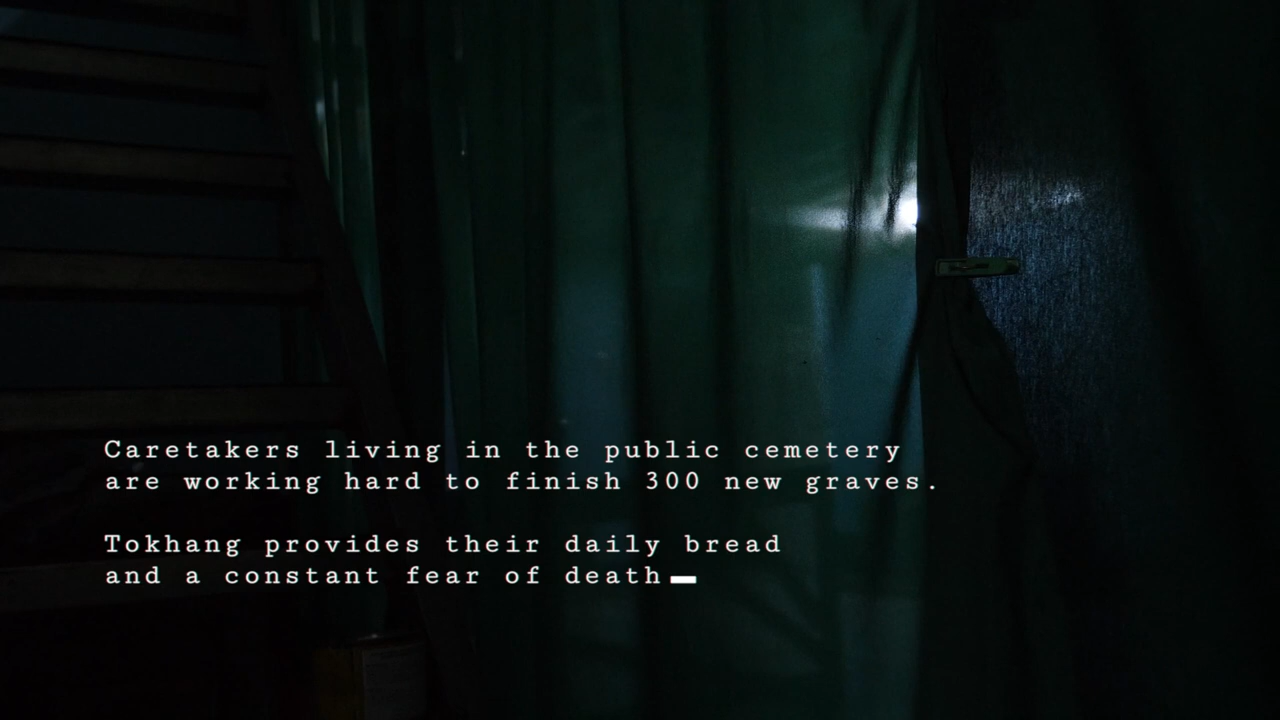 Caretakers living in the public cemetery
are working hard to finish 300 new graves.
Tokhang provides their daily bread
and a constant fear of death